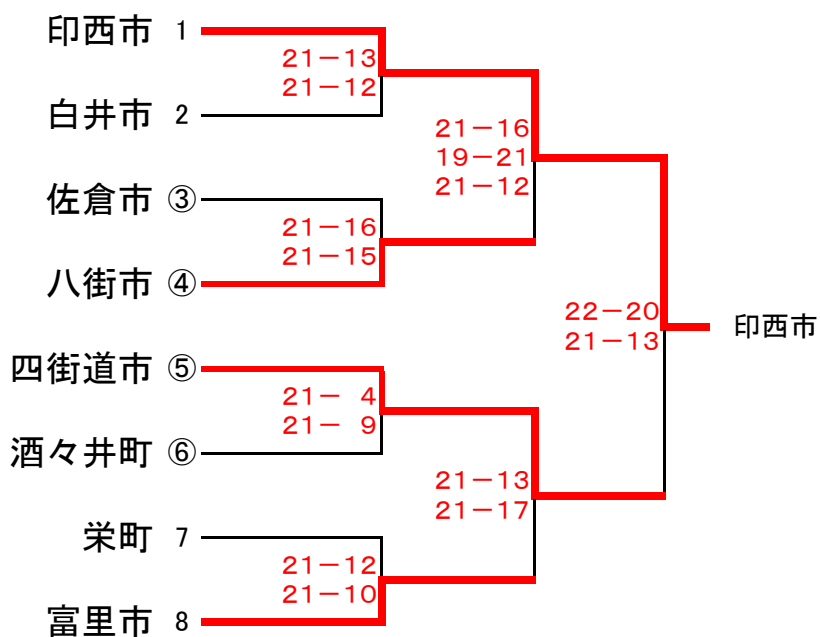 印西市 1
21-13
21-12
白井市 2
21-16
19-21
21-12
佐倉市 ③
21-16
21-15
八街市 ④
22-20
21-13
印西市
四街道市 ⑤
21- 4
21- 9
酒々井町 ⑥
21-13
21-17
栄町 7
21-12
21-10
富里市 8